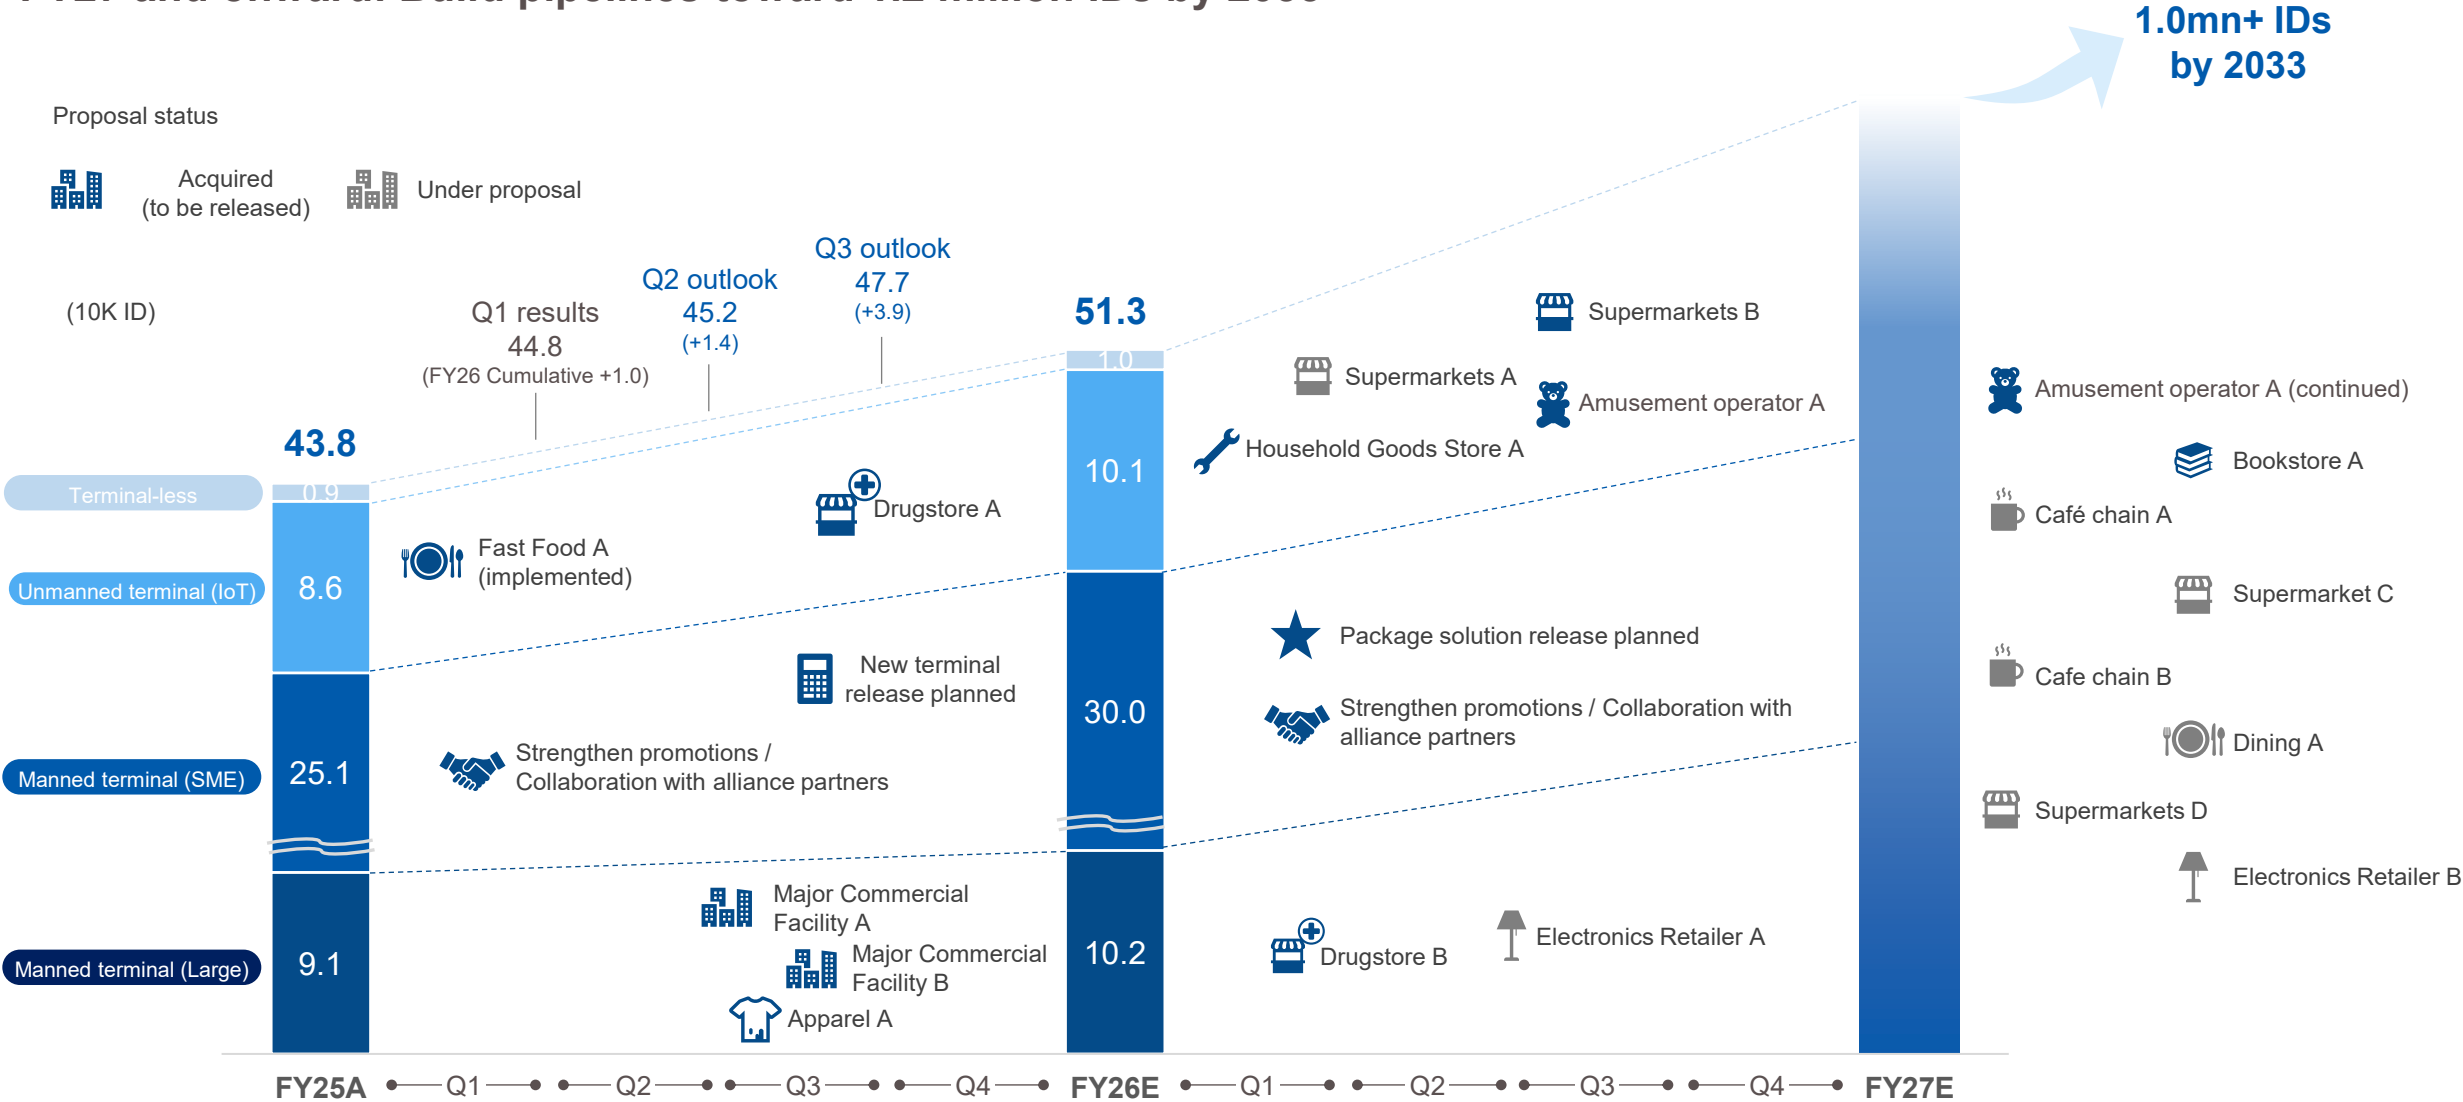 1.0mn+ IDs
by 2033
Proposal status
Acquired
(to be released)
Under proposal
(10K ID)
Q1 results
44.8
(FY26 Cumulative +1.0)
Q2 outlook
45.2
(+1.4)
Q3 outlook
47.7
(+3.9)
43.8
51.3
Terminal-less
0.9
1.0
Unmanned terminal (IoT)
8.6
10.1
Manned terminal (SME)
25.1
30.0
Manned terminal (Large)
9.1
10.2
Fast Food A
(implemented)
Drugstore A
New terminal
release planned
Strengthen promotions /
Collaboration with alliance partners
Major Commercial
Facility A
Major Commercial
Facility B
Apparel A
Supermarkets B
Supermarkets A
Amusement operator A
Household Goods Store A
Package solution release planned
Strengthen promotions / Collaboration with
alliance partners
Drugstore B
Electronics Retailer A
Amusement operator A (continued)
Bookstore A
Café chain A
Supermarket C
Cafe chain B
Dining A
Supermarkets D
Electronics Retailer B
FY25A
Q1
Q2
Q3
Q4
FY26E
Q1
Q2
Q3
Q4
FY27E